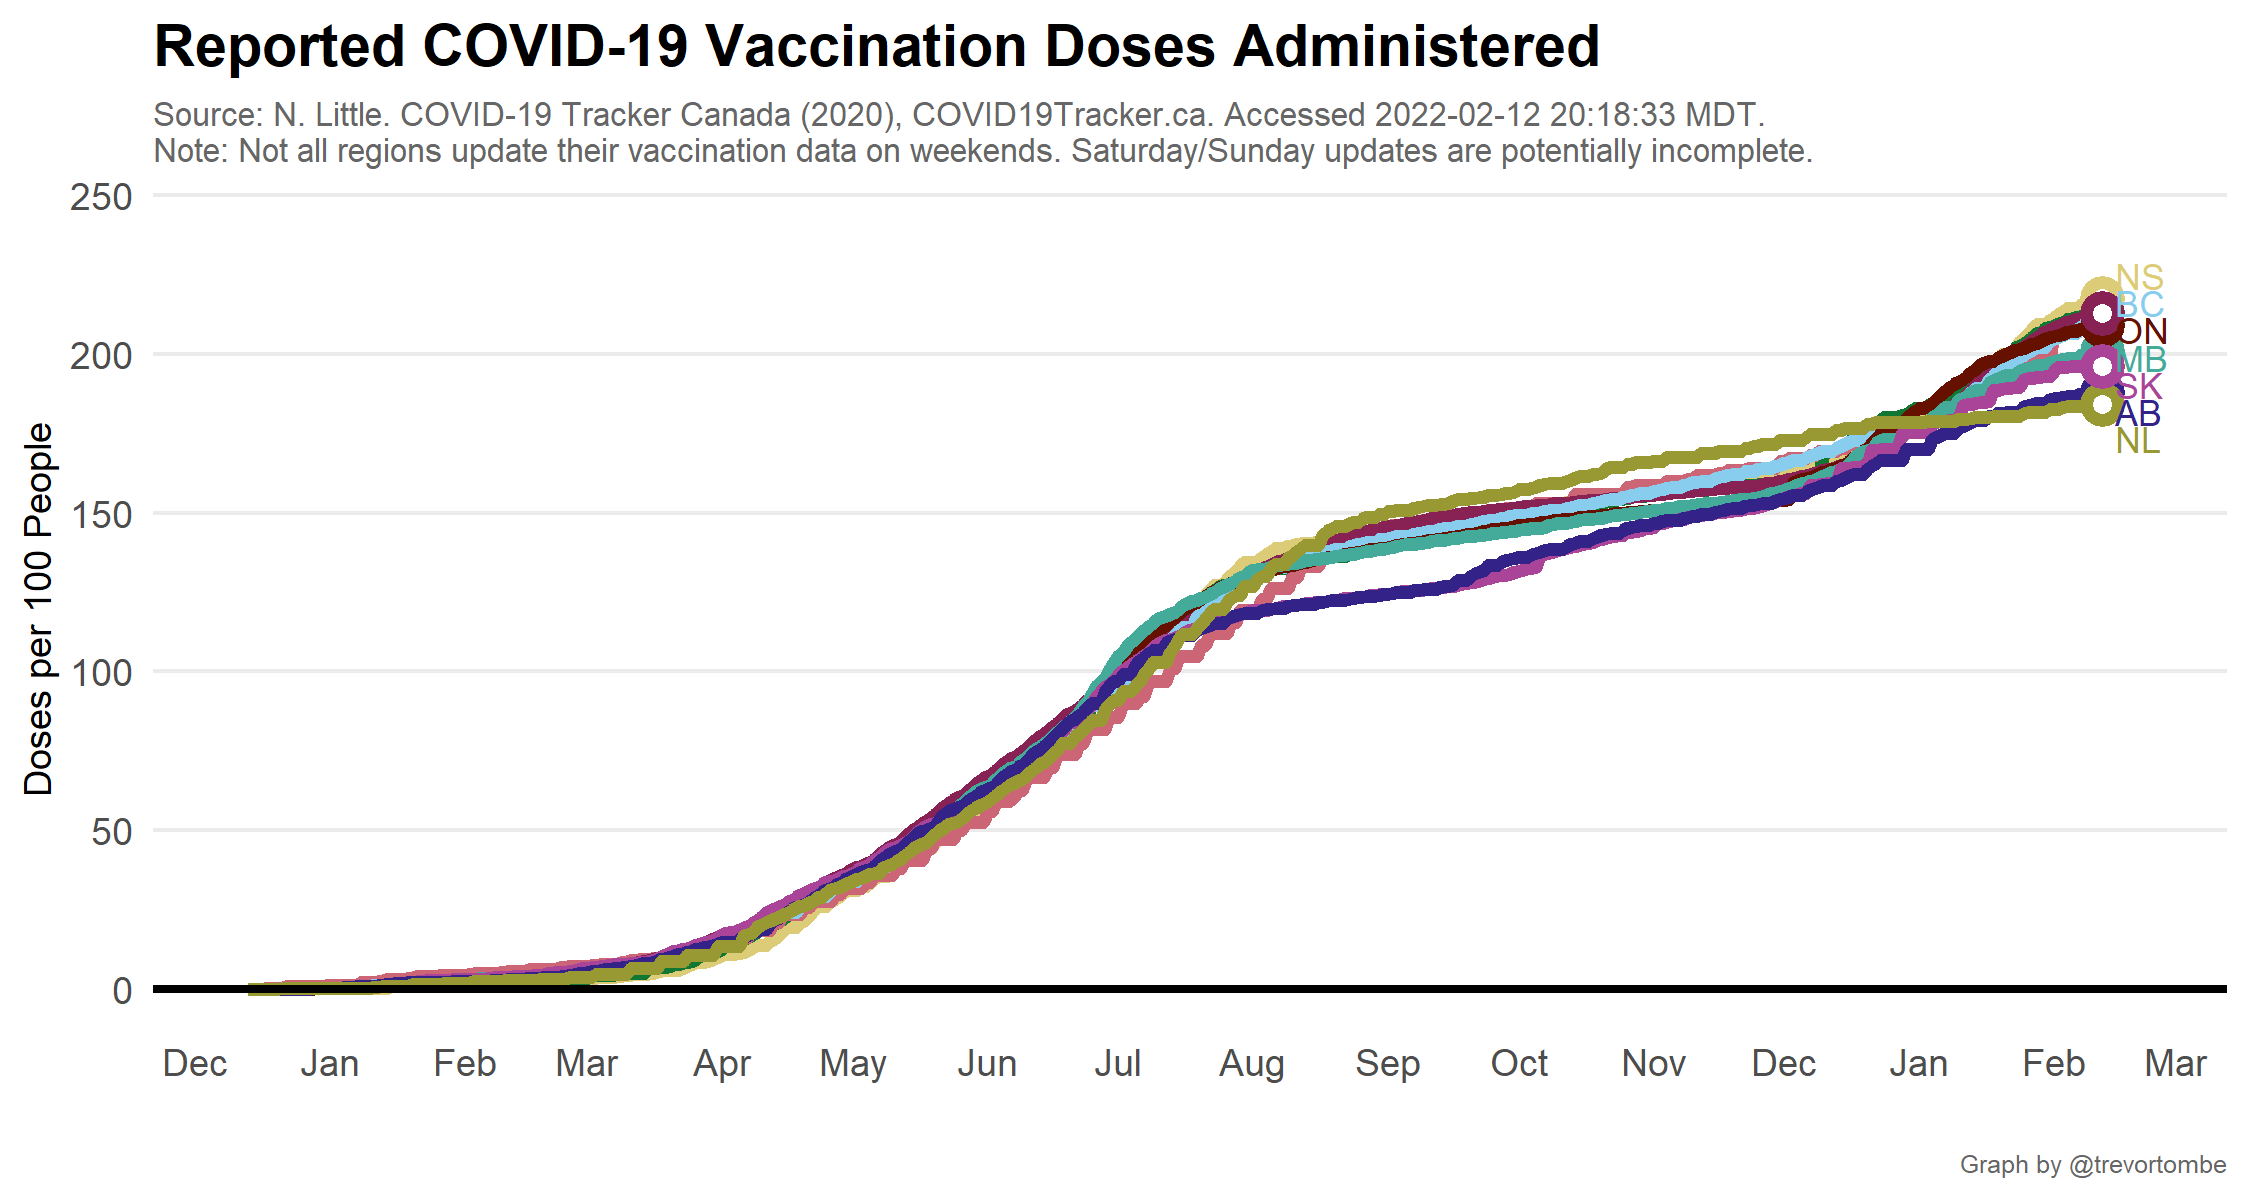 Reported COVID-19 Vaccination Doses Administered
Source: N. Little. COVID-19 Tracker Canada (2020), COVID19Tracker.ca. Accessed 2022-02-12 20:18:33 MDT.
Note: Not all regions update their vaccination data on weekends. Saturday/Sunday updates are potentially incomplete.
Doses per 100 People
250
200
150
100
50
0
NS
BC
ON
MB
SK
AB
NL
Dec Jan Feb Mar Apr May Jun Jul Aug Sep Oct Nov Dec Jan Feb Mar
Graph by @trevortombe